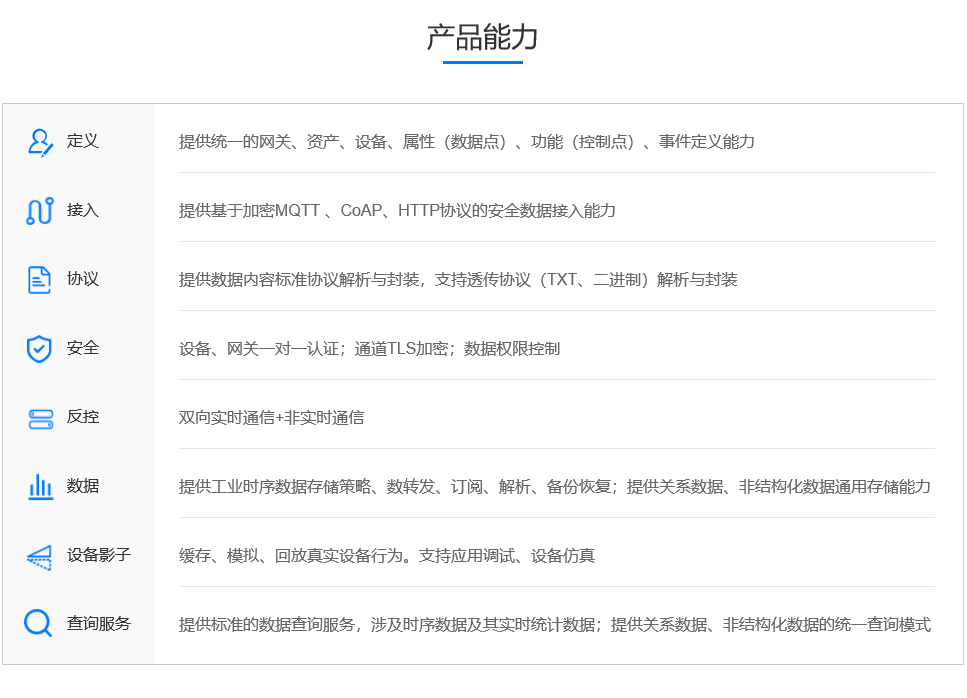 产品能力
定义
提供统一的网关、资产、设备、属性（数据点）、功能（控制点）、事件定义能力
接入
提供基于加密MQTT 、CoAP、HTTP协议的安全数据接入能力
协议
提供数据内容标准协议解析与封装，支持透传协议（TXT、二进制）解析与封装
安全
设备、网关一对一认证；通道TLS加密；数据权限控制
反控
双向实时通信+非实时通信
数据
提供工业时序数据存储策略、数转发、订阅、解析、备份恢复；提供关系数据、非结构化数据通用存储能力
设备影子
缓存、模拟、回放真实设备行为。支持应用调试、设备仿真
查询服务
提供标准的数据查询服务，涉及时序数据及其实时统计数据；提供关系数据、非结构化数据的统一查询模式